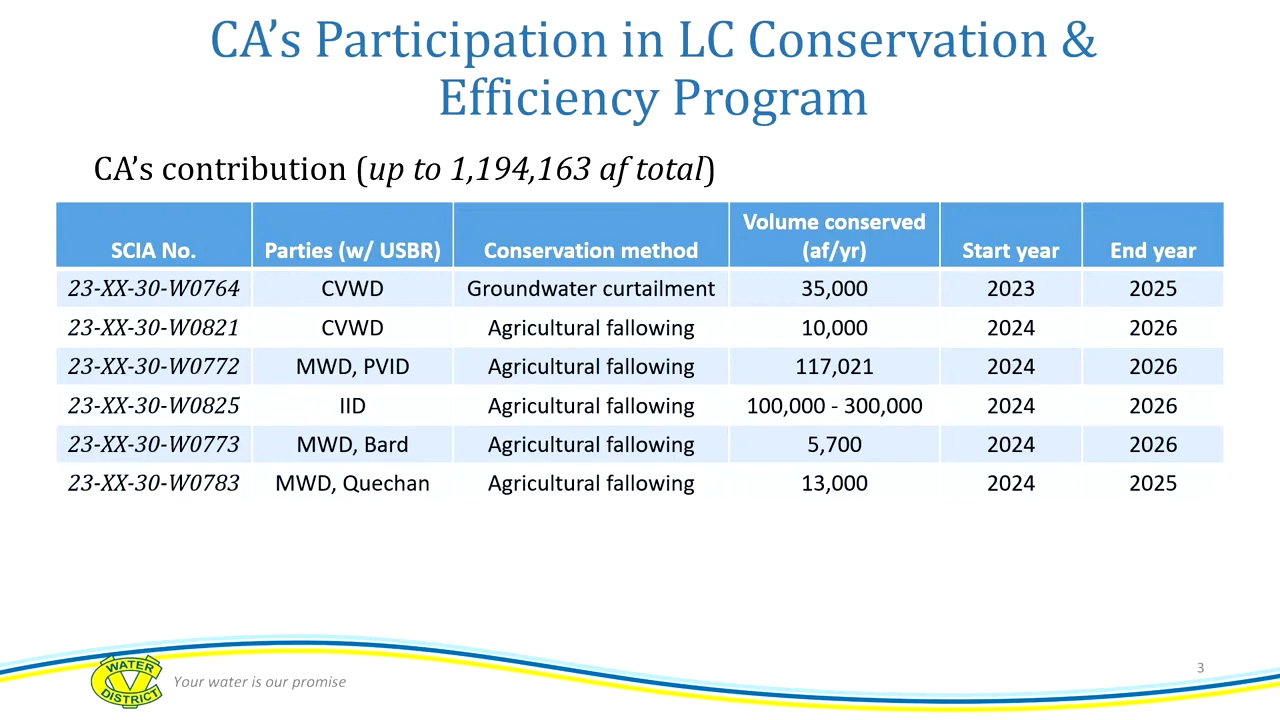 CA’s Participation in LC Conservation &
Efficiency Program
CA’s contribution (up to 1,194,163 af total)
SCIA No. Parties (w/ USBR) Conservation method Volume conserved (af/yr) Start year End year
23-XX-30-W0764 CVWD Groundwater curtailment 35,000 2023 2025
23-XX-30-W0821 CVWD Agricultural fallowing 10,000 2024 2026
23-XX-30-W0772 MWD, PVID Agricultural fallowing 117,021 2024 2026
23-XX-30-W0825 IID Agricultural fallowing 100,000 - 300,000 2024 2026
23-XX-30-W0773 MWD, Bard Agricultural fallowing 5,700 2024 2026
23-XX-30-W0783 MWD, Quechan Agricultural fallowing 13,000 2024 2025
WATER
DISTRICT
Your water is our promise
3